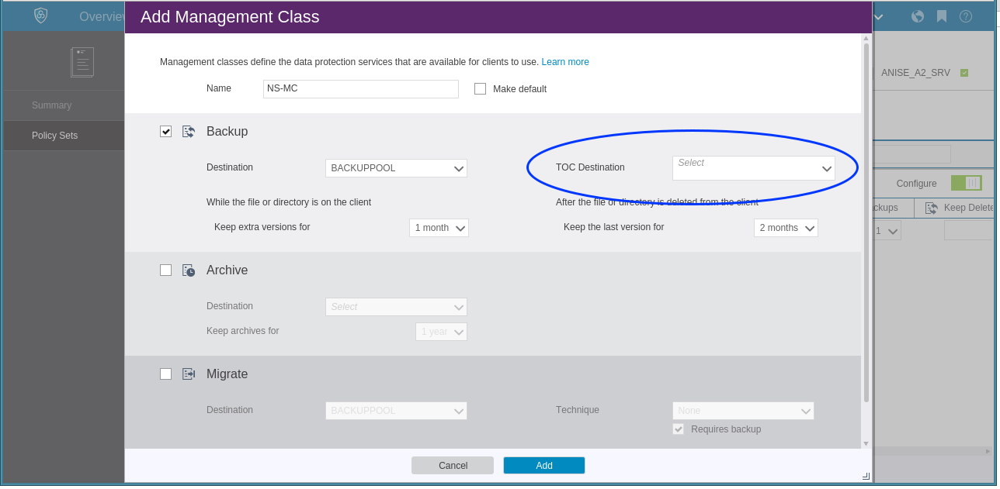 Overvie
Add Management Class
Management classes define the data protection services that are available for clients to use. Learn more
ANISE_A2_SRV
Name
NS-MC
Make default
Summary
Policy Sets
Backup
Destination
BACKUPPOOL
TOC Destination
Select
Configure
While the file or directory is on the client
After the file or directory is deleted from the client
ckups
Keep Delete
Keep extra versions for
1 month
Keep the last version for
2 months
1
Archive
Destination
Select
Keep archives for
1 year
Migrate
Destination
BACKUPPOOL
Technique
None
Requires backup
Cancel
Add